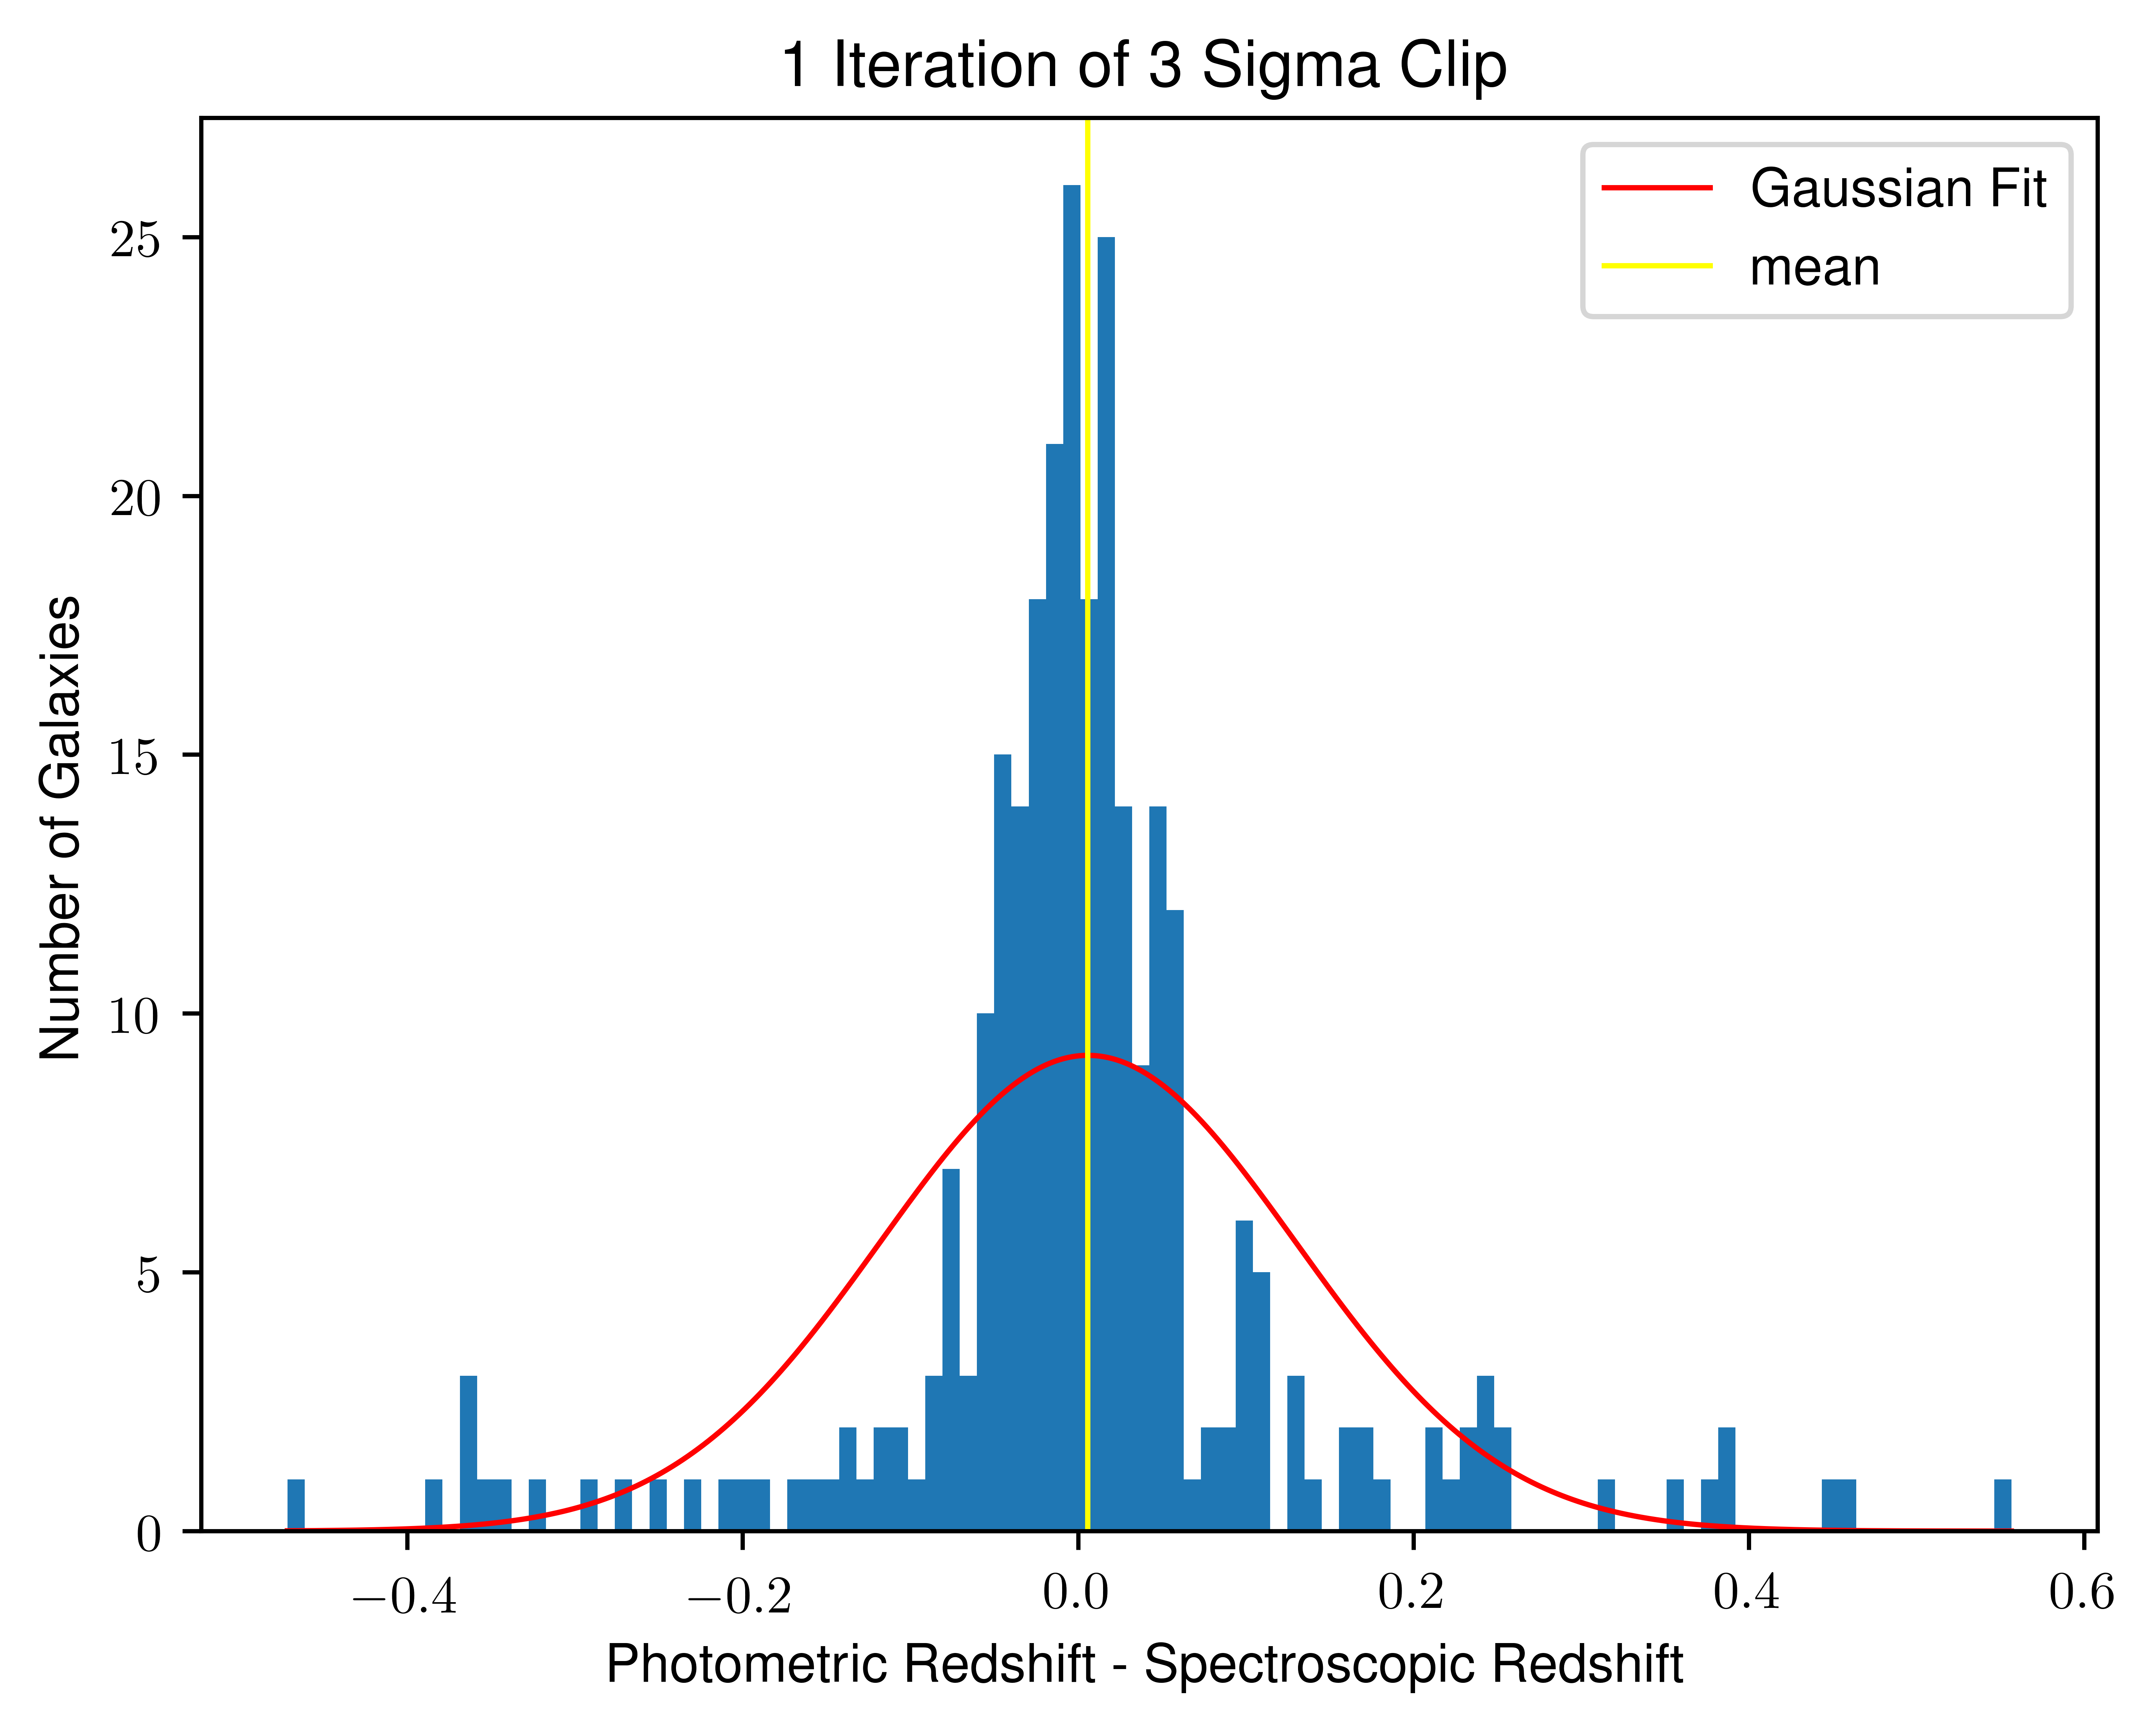 1 Iteration of 3 Sigma Clip
Gaussian Fit
mean
Number of Galaxies
25
20
15
10
5
0
−0.4 −0.2 0.0 0.2 0.4 0.6
Photometric Redshift - Spectroscopic Redshift